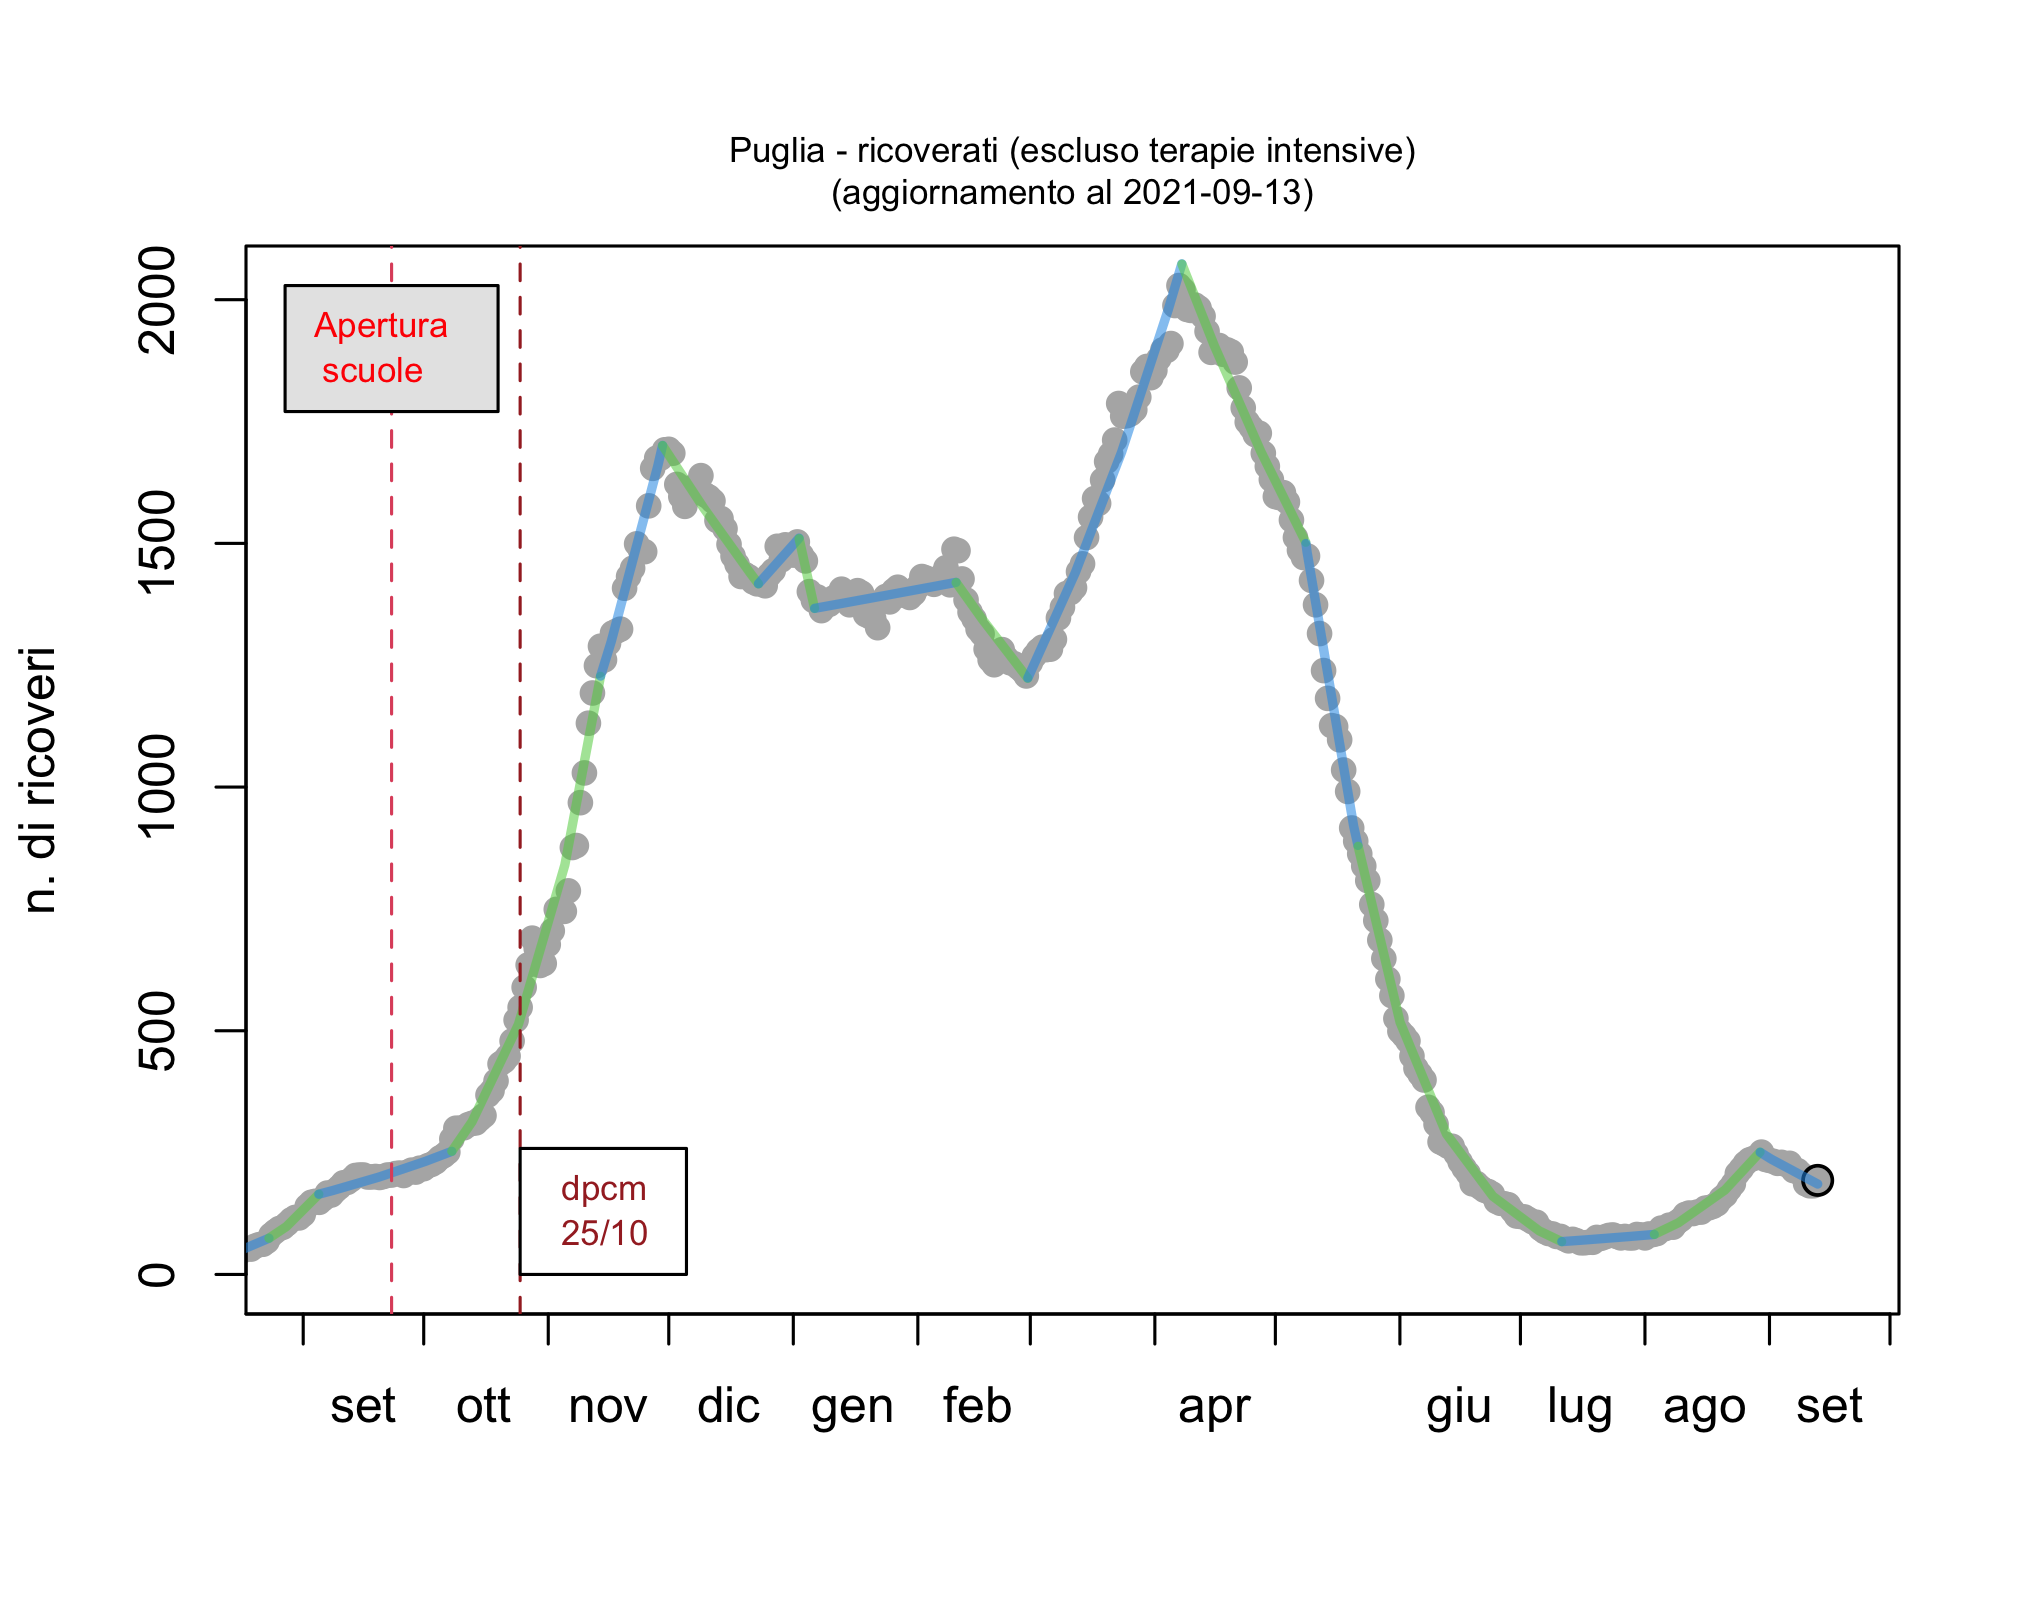 Puglia - ricoverati (escluso terapie intensive)
(aggiornamento al 2021-09-13)
n. di ricoveri
2000
1500
1000
500
0
Apertura
scuole
dpcm
25/10
set ott nov dic gen feb apr giu lug ago set